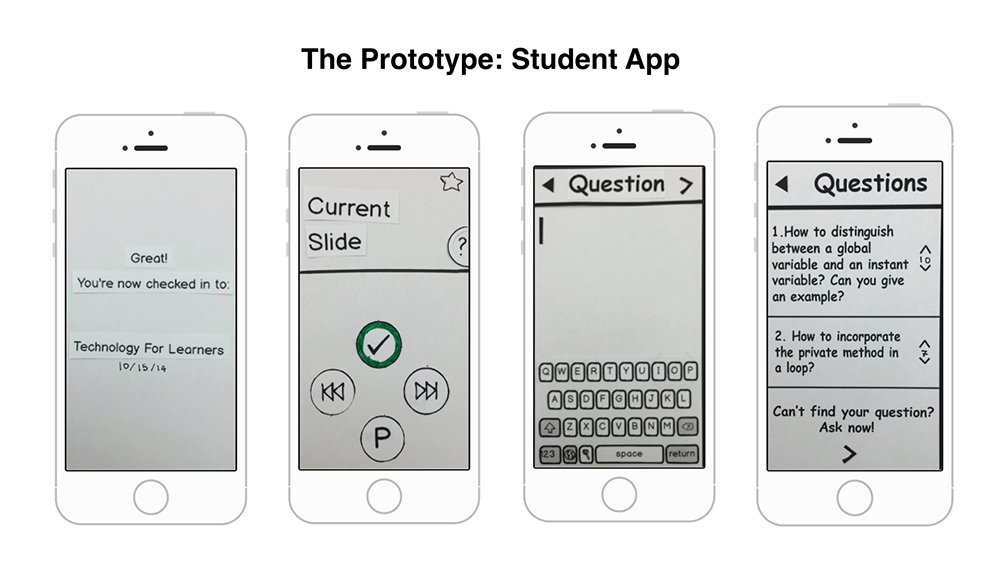 The Prototype: Student App
Great!
You're now checked in to:
Technology For Learners
10/15/14
Current
Slide
?
P
Question
Q W E R T Y U I O P
A S D F G H J K L
Z X C V B N M
123 space return
Questions
1.How to distinguish
between a global
variable and an instant
variable? Can you give
an example?
10
2. How to incorporate
the private method in
a loop?
7
Can't find your question?
Ask now!